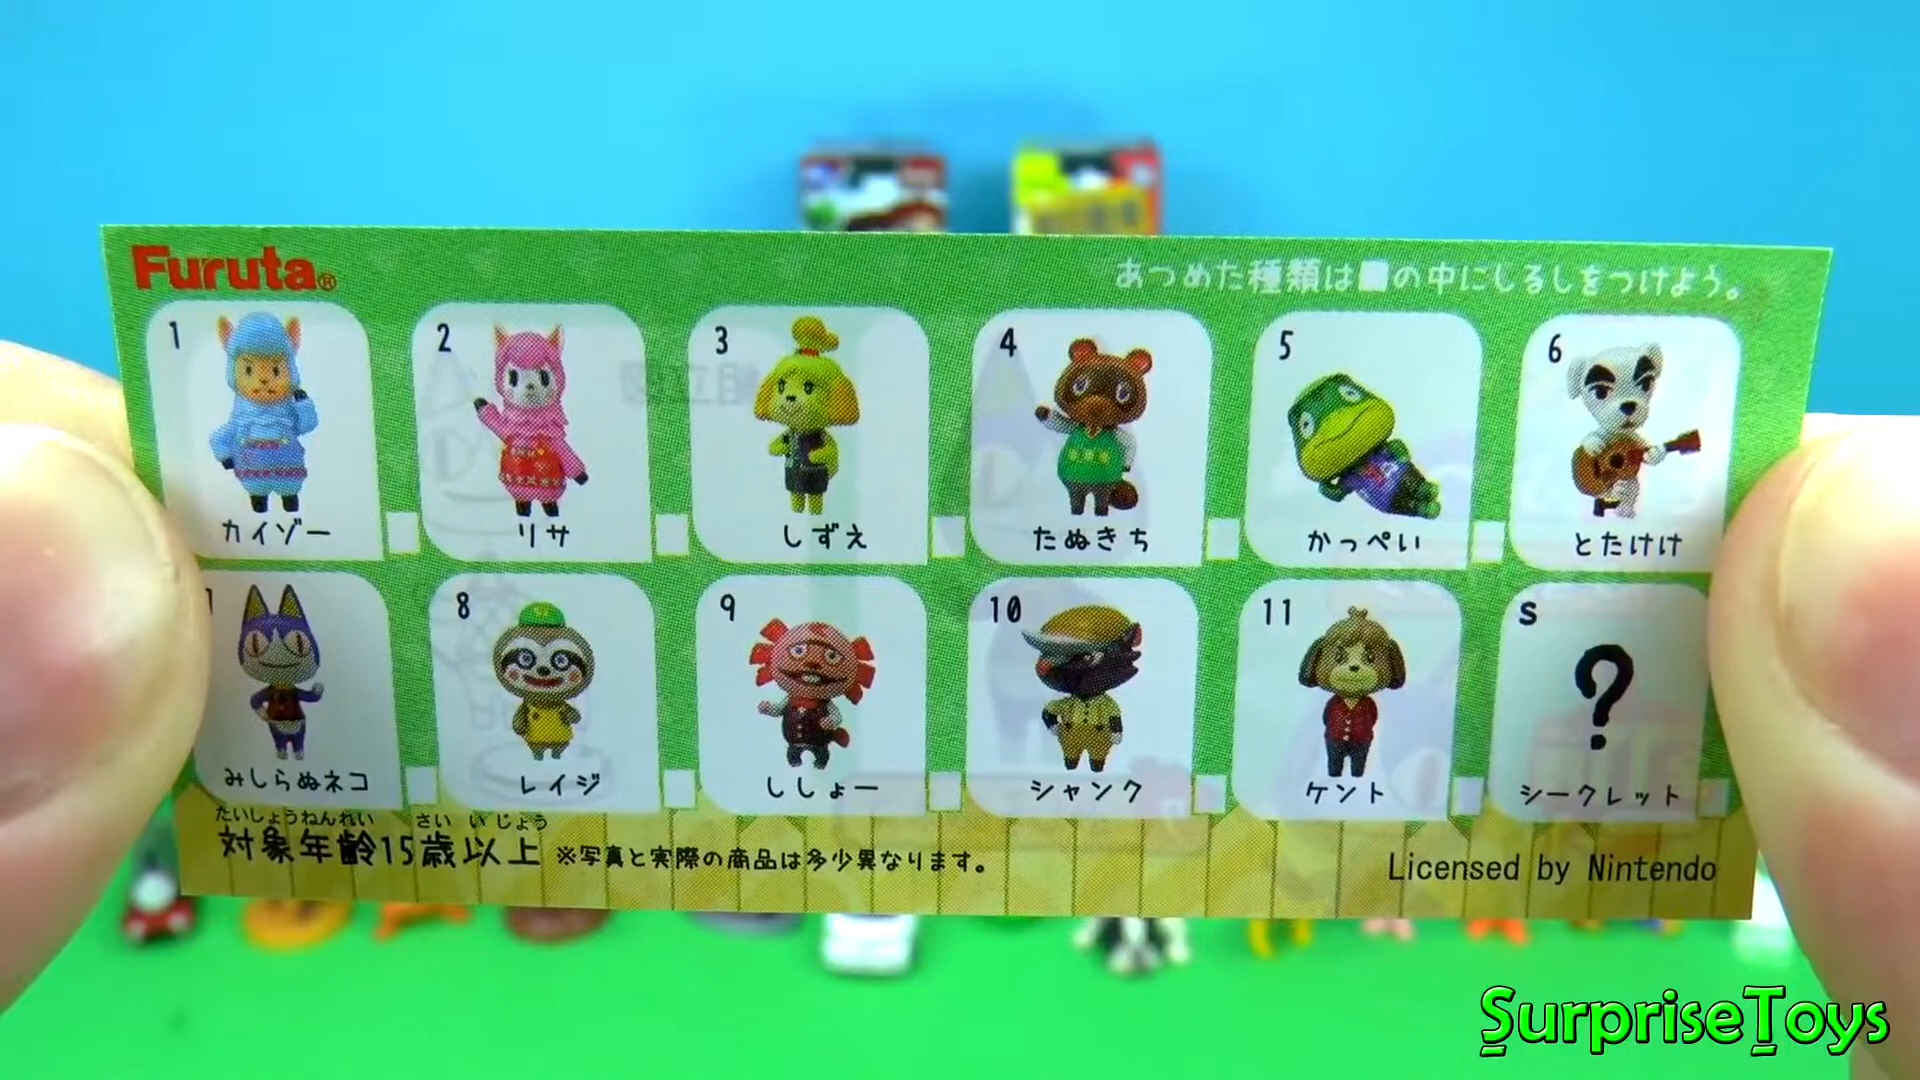 Furuta®
あつめた種類は■の中にしるしをつけよう。
1
2
3
4
5
6
カイゾー
リサ
しずえ
たぬきち
かっぺい
とたけけ
8
9
10
11
S
?
みしらぬネコ
レイジ
ししょー
シャンク
ケント
シークレット
たいしょうねんれい さい いじょう
対象年齢15歳以上 ※写真と実際の商品は多少異なります。
Licensed by Nintendo
SurpriseToys